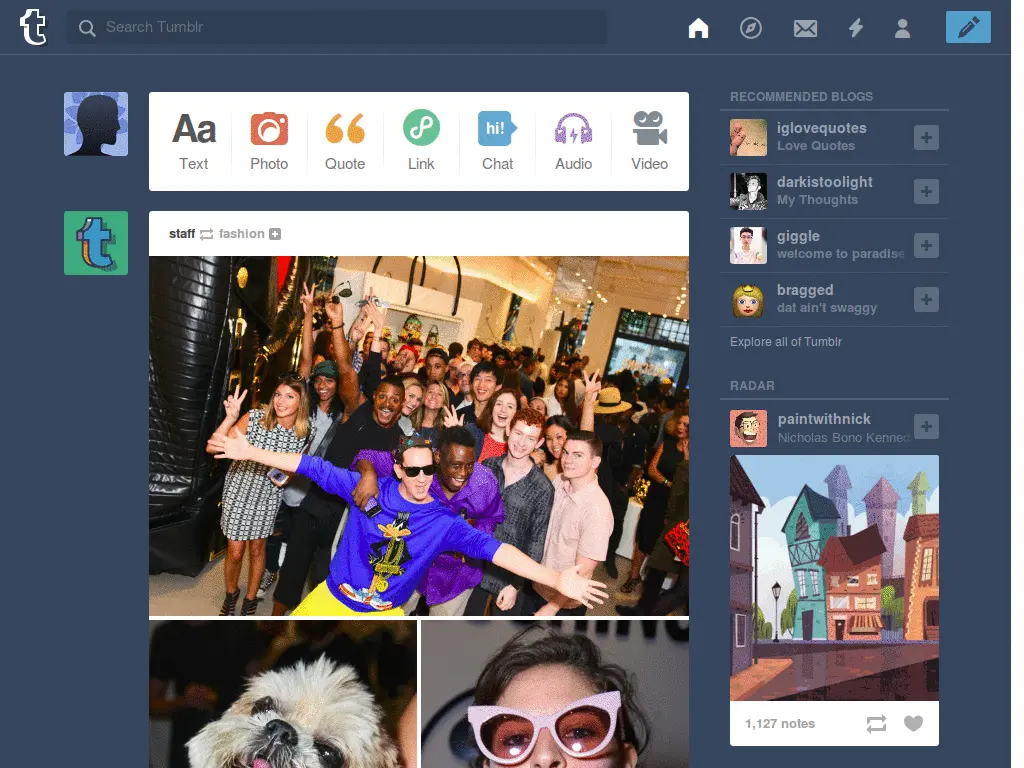 Search Tumblr
Aa
hi!
Text
Photo
Quote
Link
Chat
Audio
Video
staff fashion
RECOMMENDED BLOGS
iglovequotes
Love Quotes
darkistoolight
My Thoughts
giggle
welcome to paradise
bragged
dat ain't swaggy
Explore all of Tumblr
RADAR
paintwithnick
Nicholas Bono Kenned
1,127 notes